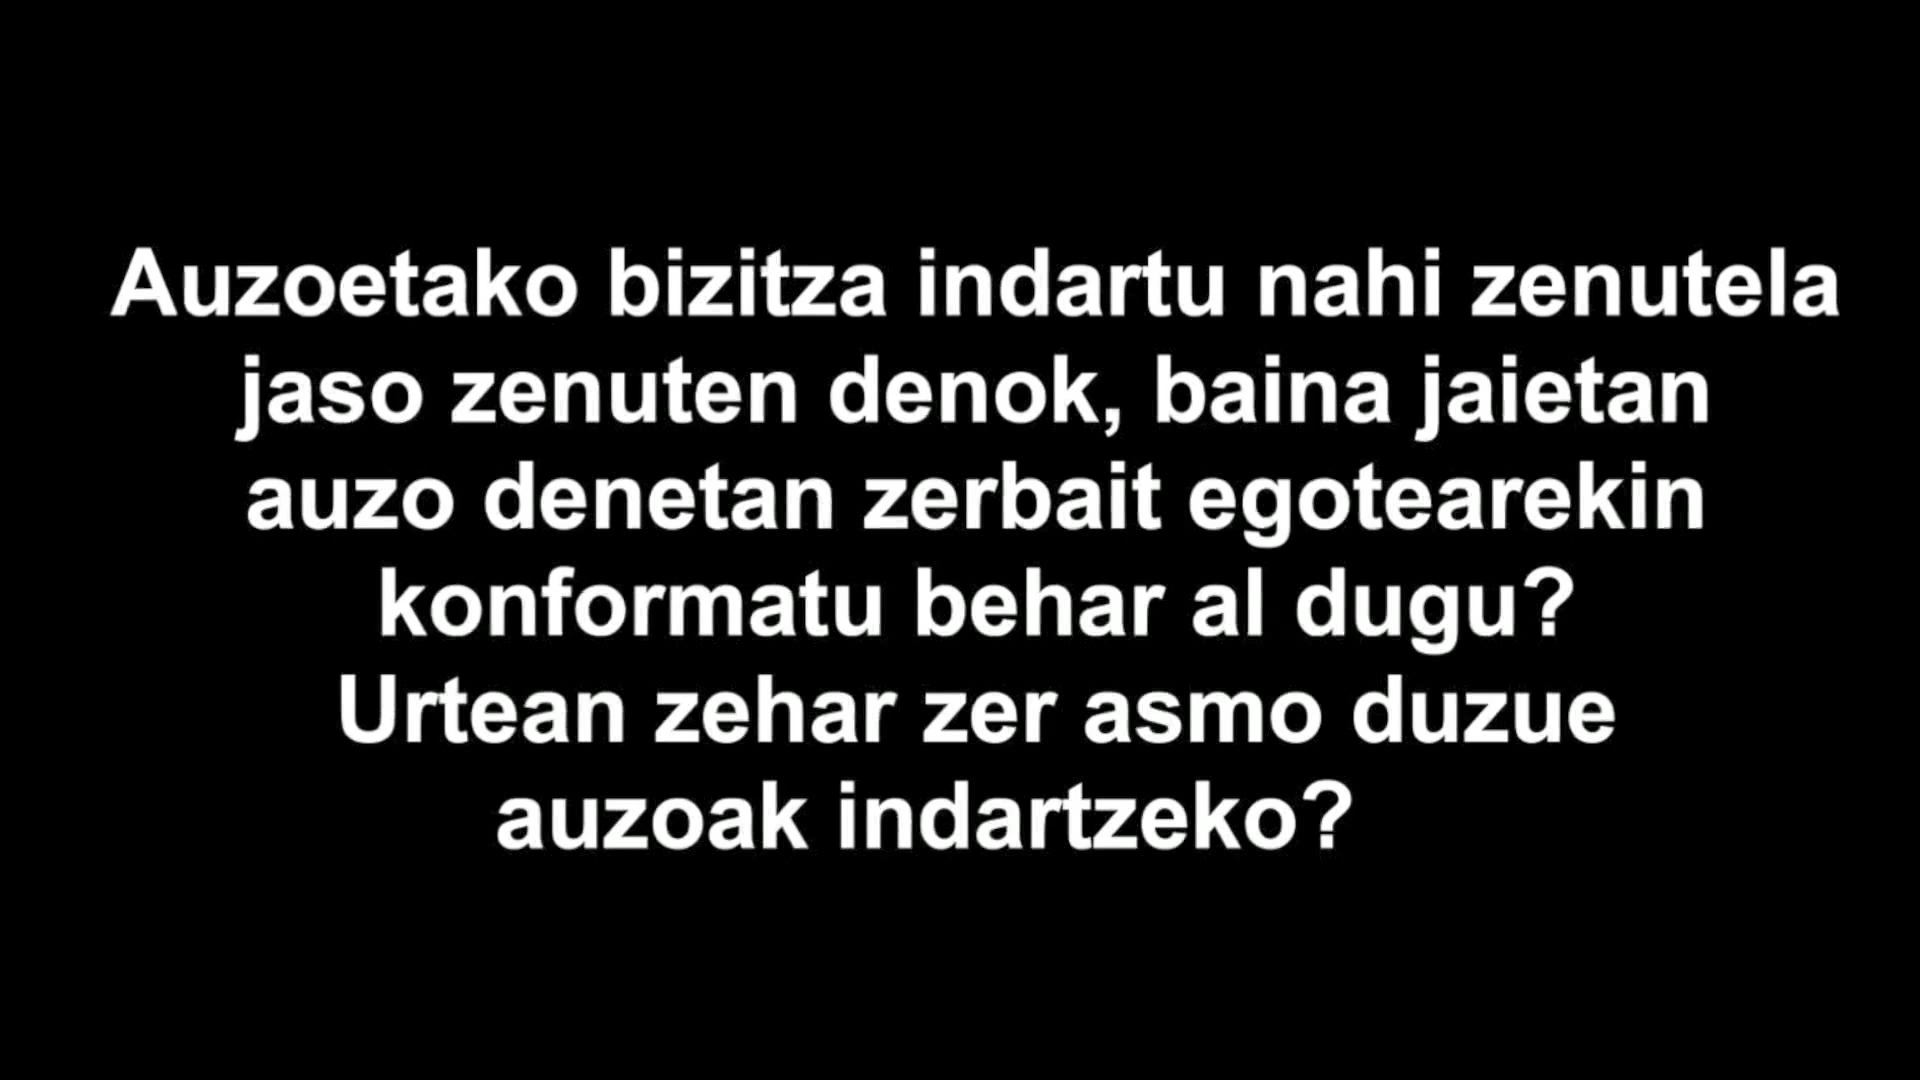 Auzoetako bizitza indartu nahi zenutela
jaso zenuten denok, baina jaietan
auzo denetan zerbait egotearekin
konformatu behar al dugu?
Urtean zehar zer asmo duzue
auzoak indartzeko?